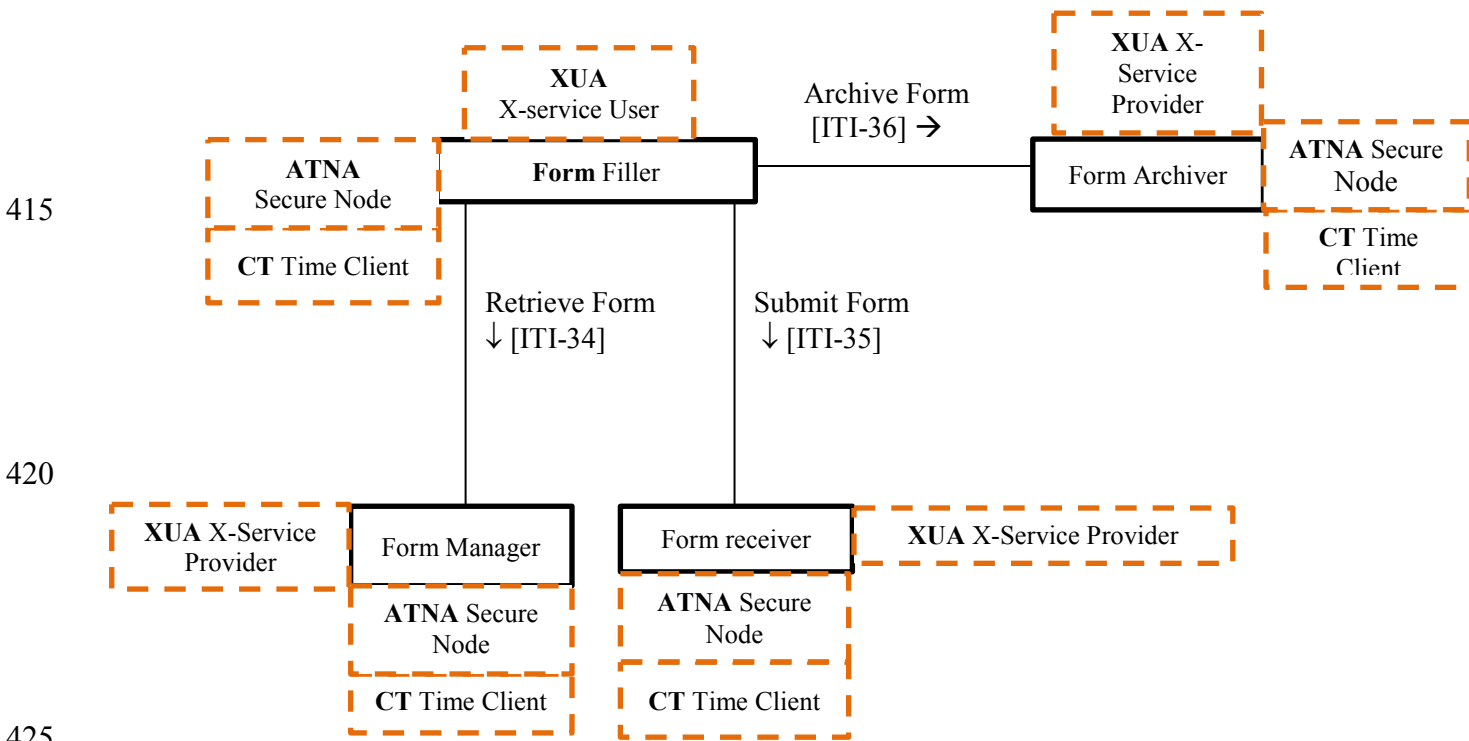 XUA X-
Service
Provider
XUA
X-service User
Archive Form
[ITI-36] →
ATNA Secure
Node
ATNA
Secure Node
Form Filler
Form Archiver
415
CT Time
Client
CT Time Client
Retrieve Form
↓ [ITI-34]
Submit Form
↓ [ITI-35]
420
XUA X-Service
Provider
Form Manager
Form receiver
XUA X-Service Provider
ATNA Secure
Node
ATNA Secure
Node
CT Time Client
CT Time Client
425